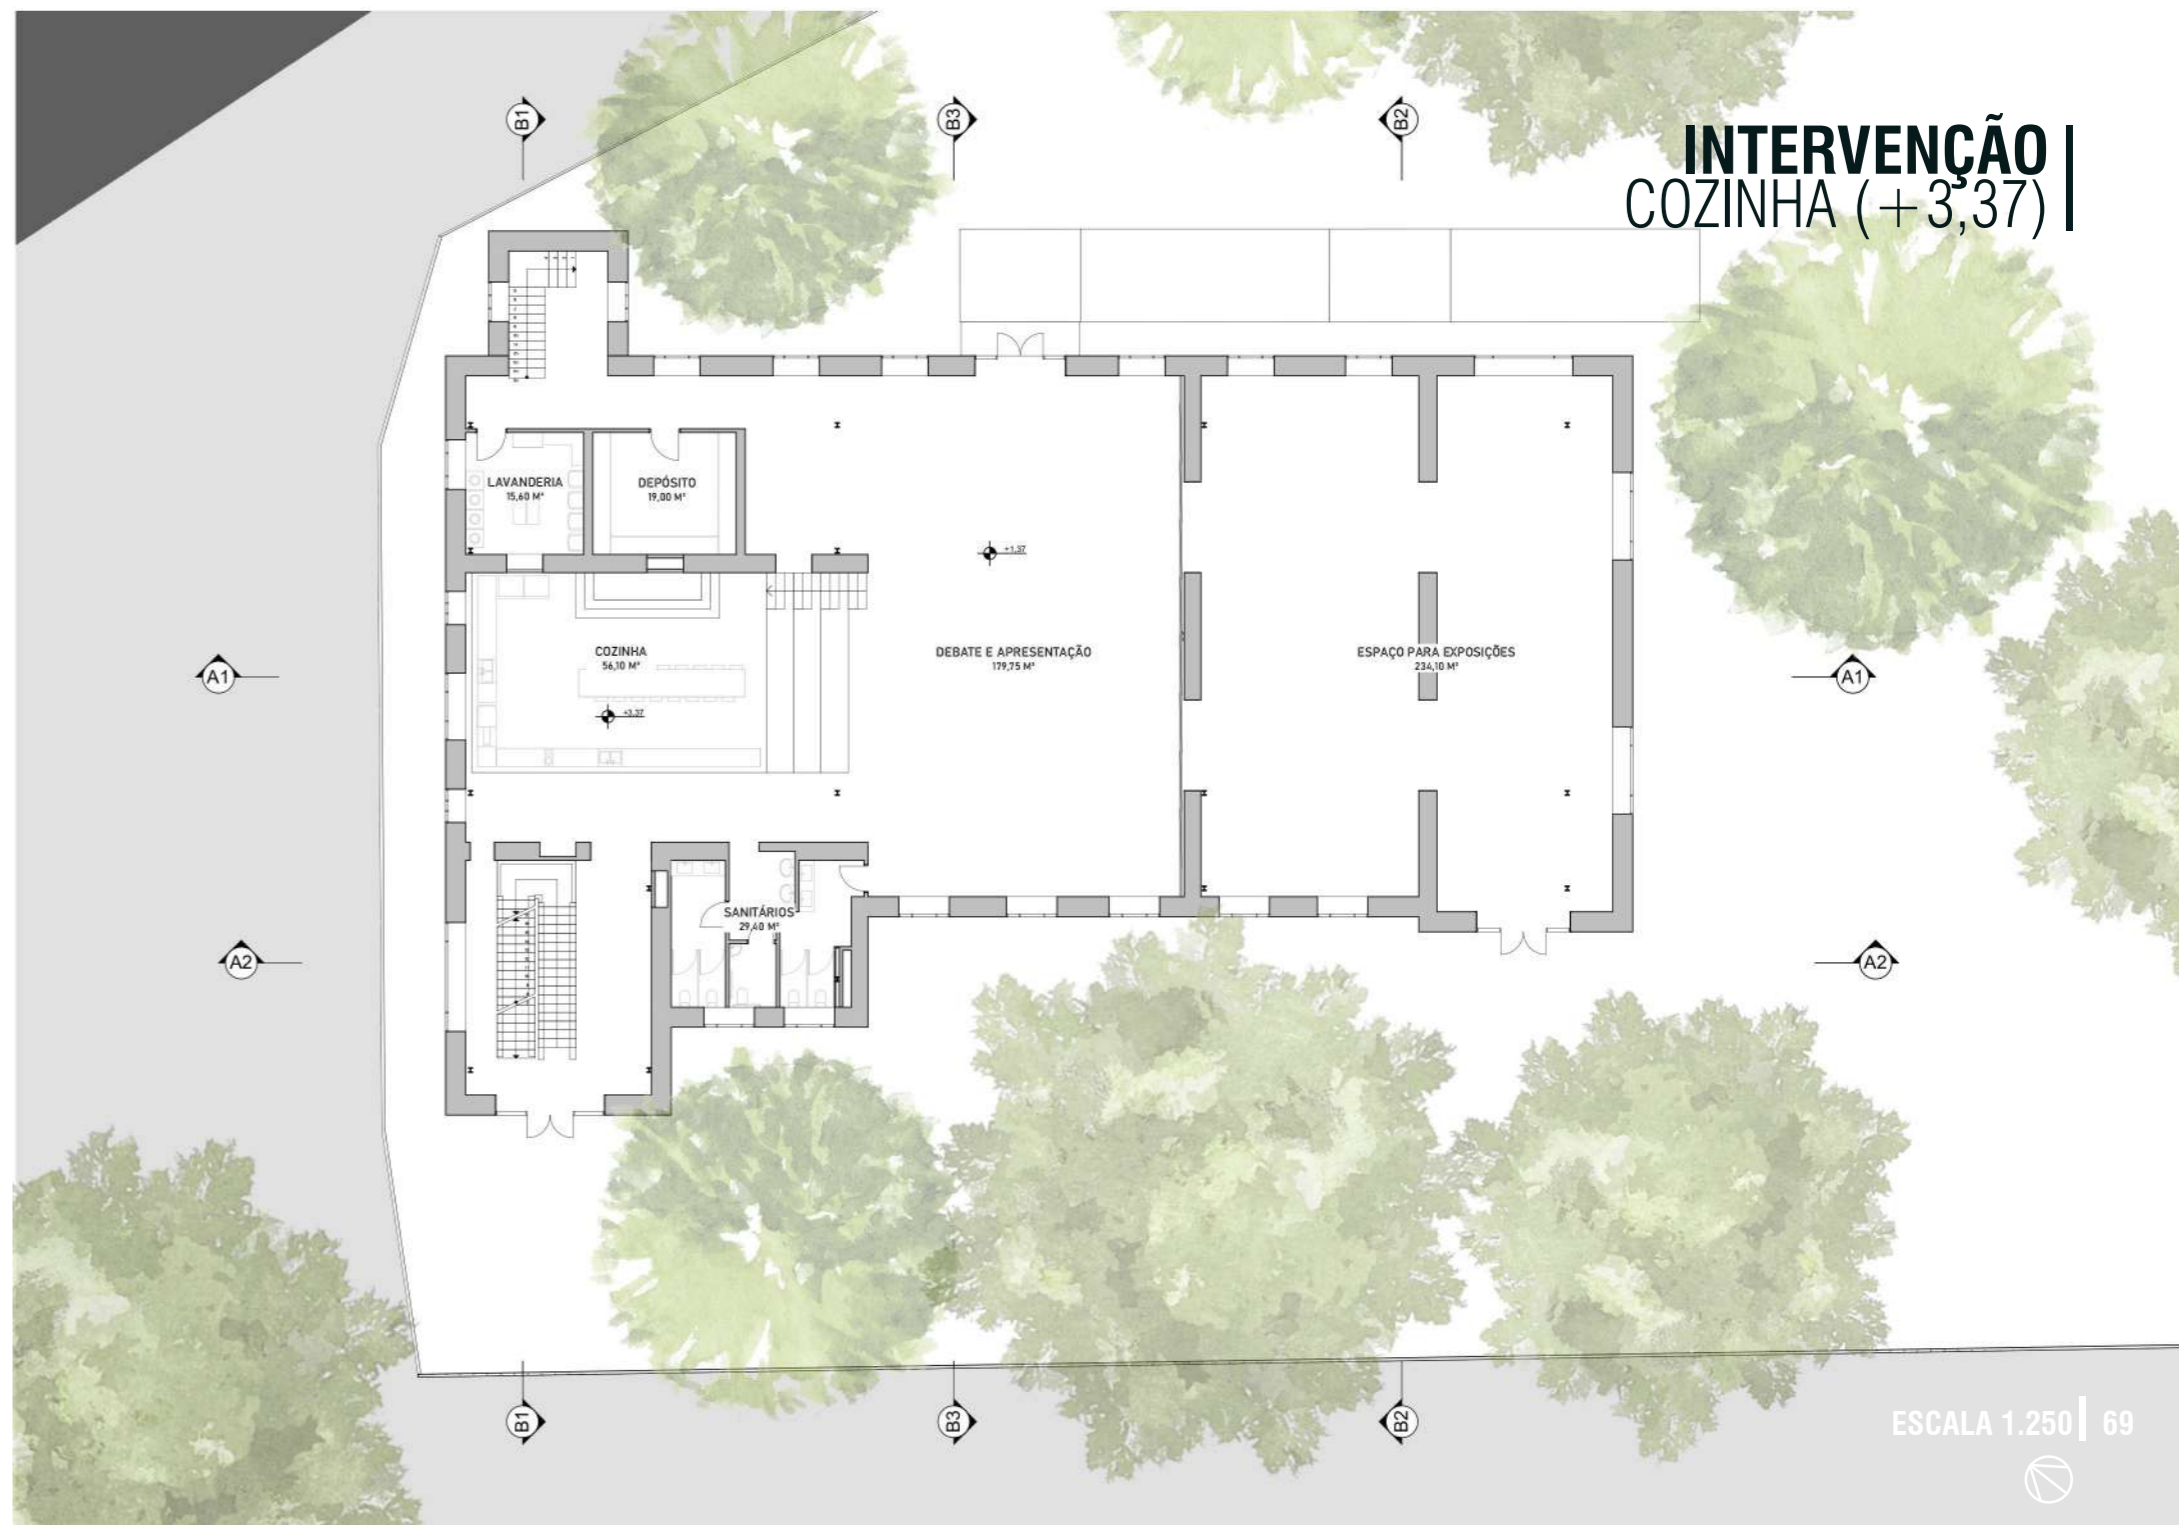 B1
B3
B2
INTERVENÇÃO
COZINHA (+3,37)
LAVANDERIA
15,60 M²
DEPÓSITO
19,00 M²
+1,37
COZINHA
56,10 M²
DEBATE E APRESENTAÇÃO
179,75 M²
ESPAÇO PARA EXPOSIÇÕES
234,10 M²
A1
A1
+3,37
SANITÁRIOS
29,40 M²
A2
A2
B1
B3
B2
ESCALA 1.250 69